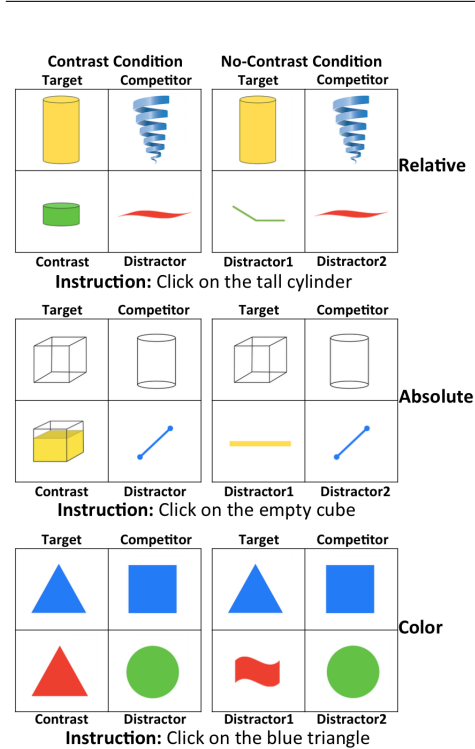 Contrast Condition No-Contrast Condition
Target Competitor Target Competitor
Relative
Contrast Distractor Distractor1 Distractor2
Instruction: Click on the tall cylinder
Target Competitor Target Competitor
Absolute
Contrast Distractor Distractor1 Distractor2
Instruction: Click on the empty cube
Target Competitor Target Competitor
Color
Contrast Distractor Distractor1 Distractor2
Instruction: Click on the blue triangle